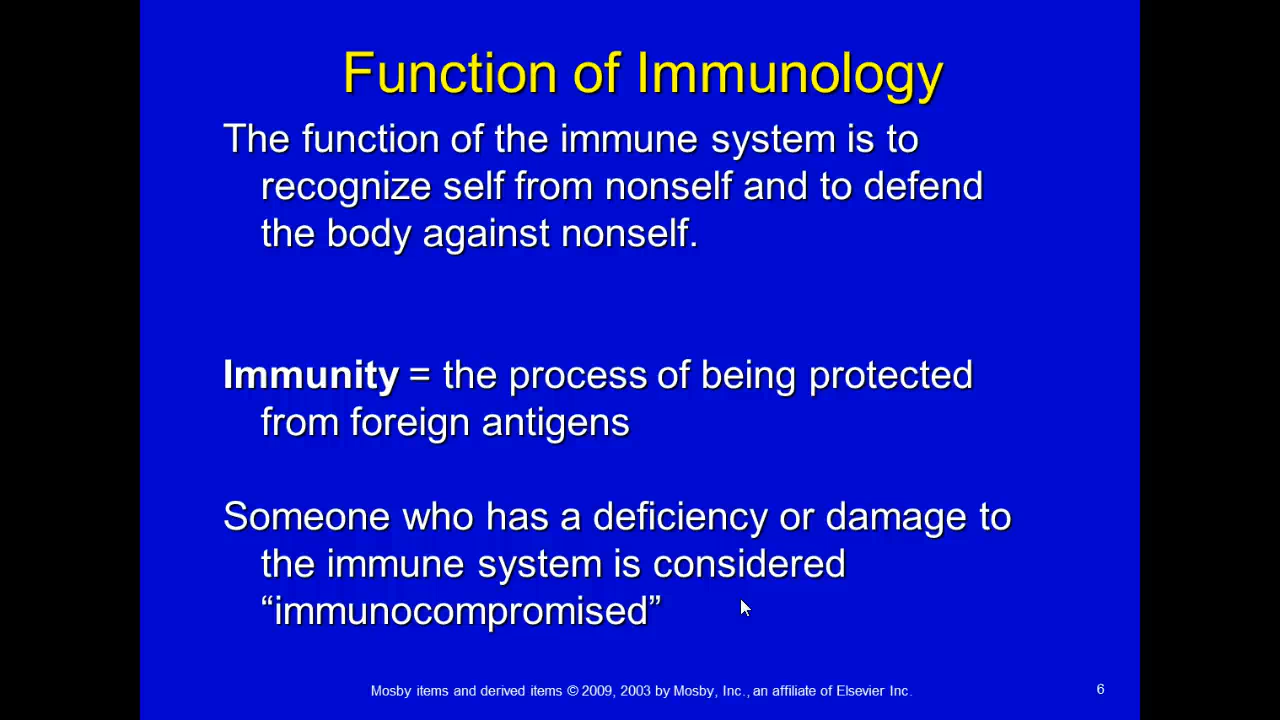 Function of Immunology
The function of the immune system is to
recognize self from nonself and to defend
the body against nonself.
Immunity = the process of being protected
from foreign antigens
Someone who has a deficiency or damage to
the immune system is considered
“immunocompromised”
Mosby items and derived items © 2009, 2003 by Mosby, Inc., an affiliate of Elsevier Inc.
6